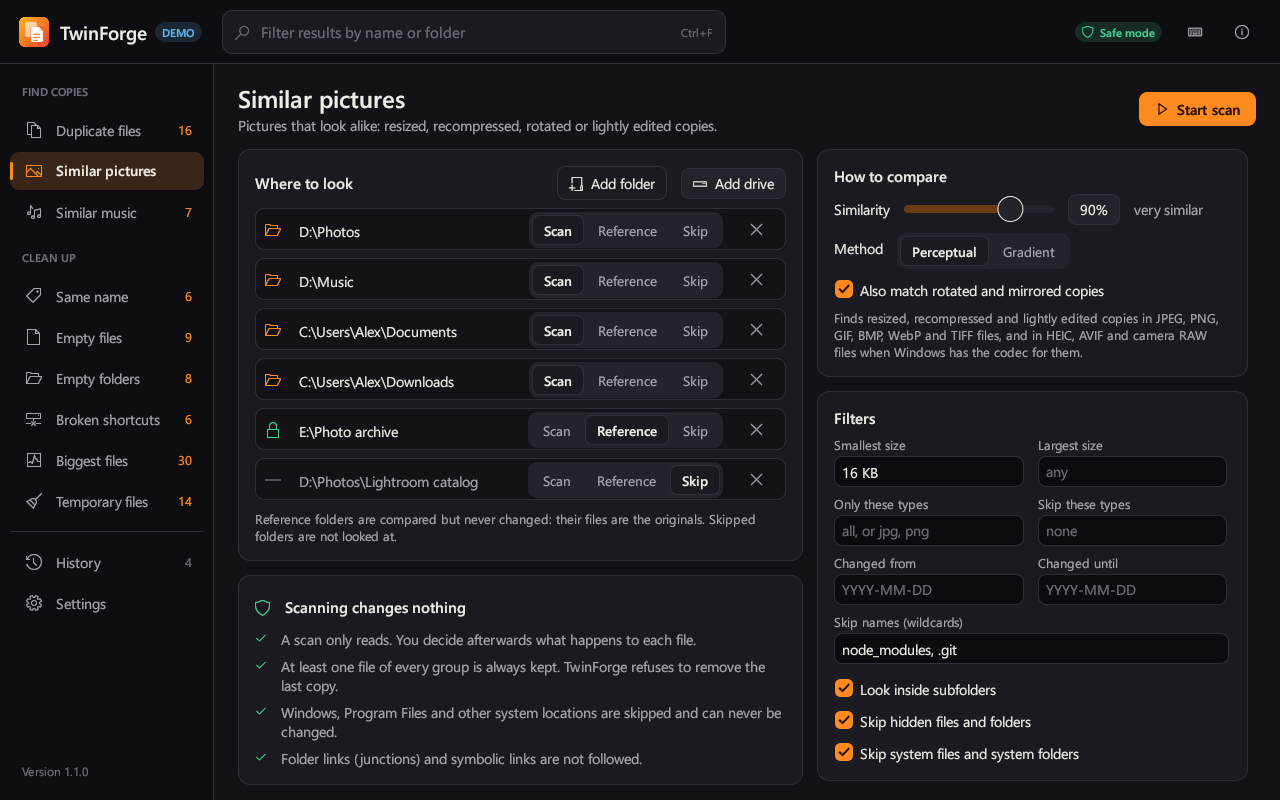 TwinForge DEMO
Filter results by name or folder Ctrl+F
Safe mode
FIND COPIES
Duplicate files 16
Similar pictures
Similar music 7
CLEAN UP
Same name 6
Empty files 9
Empty folders 8
Broken shortcuts 6
Biggest files 30
Temporary files 14
History 4
Settings
Version 1.1.0
Similar pictures
Pictures that look alike: resized, recompressed, rotated or lightly edited copies.
Start scan
Where to look
Add folder
Add drive
D:\Photos Scan Reference Skip
D:\Music Scan Reference Skip
C:\Users\Alex\Documents Scan Reference Skip
C:\Users\Alex\Downloads Scan Reference Skip
E:\Photo archive Scan Reference Skip
D:\Photos\Lightroom catalog Scan Reference Skip
Reference folders are compared but never changed: their files are the originals. Skipped
folders are not looked at.
Scanning changes nothing
A scan only reads. You decide afterwards what happens to each file.
At least one file of every group is always kept. TwinForge refuses to remove the
last copy.
Windows, Program Files and other system locations are skipped and can never be
changed.
Folder links (junctions) and symbolic links are not followed.
How to compare
Similarity 90% very similar
Method Perceptual Gradient
Also match rotated and mirrored copies
Finds resized, recompressed and lightly edited copies in JPEG, PNG,
GIF, BMP, WebP and TIFF files, and in HEIC, AVIF and camera RAW
files when Windows has the codec for them.
Filters
Smallest size Largest size
16 KB any
Only these types Skip these types
all, or jpg, png none
Changed from Changed until
YYYY-MM-DD YYYY-MM-DD
Skip names (wildcards)
node_modules, .git
Look inside subfolders
Skip hidden files and folders
Skip system files and system folders